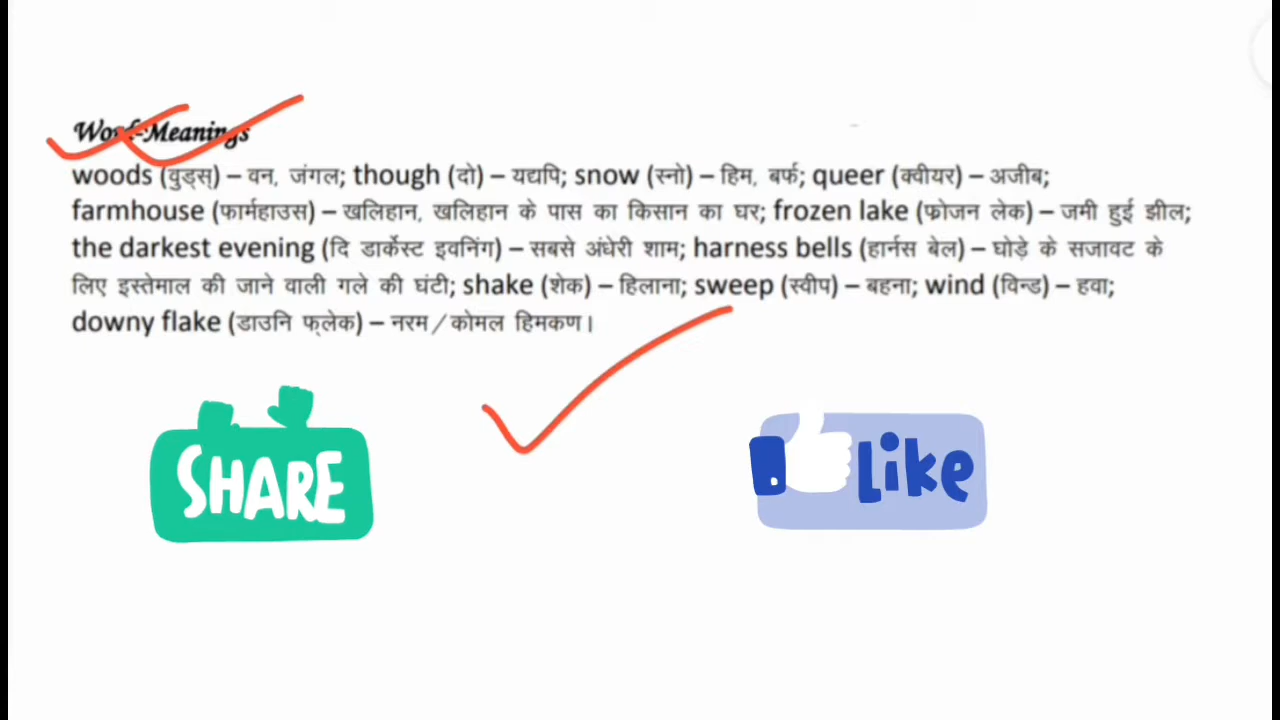 Word-Meanings
woods (वुड्स्) – वन, जंगल; though (दो) – यद्यपि; snow (स्नो) – हिम, बर्फ; queer (क्वीयर) – अजीब;
farmhouse (फार्महाउस) – खलिहान, खलिहान के पास का किसान का घर; frozen lake (फ्रोजन लेक) – जमी हुई झील;
the darkest evening (दि डार्केस्ट इवनिंग) – सबसे अंधेरी शाम; harness bells (हार्नस बेल) – घोड़े के सजावट के
लिए इस्तेमाल की जाने वाली गले की घंटी; shake (शेक) – हिलाना; sweep (स्वीप) – बहना; wind (विन्ड) – हवा;
downy flake (डाउनि फ्लेक) – नरम/कोमल हिमकण।
SHARE
like